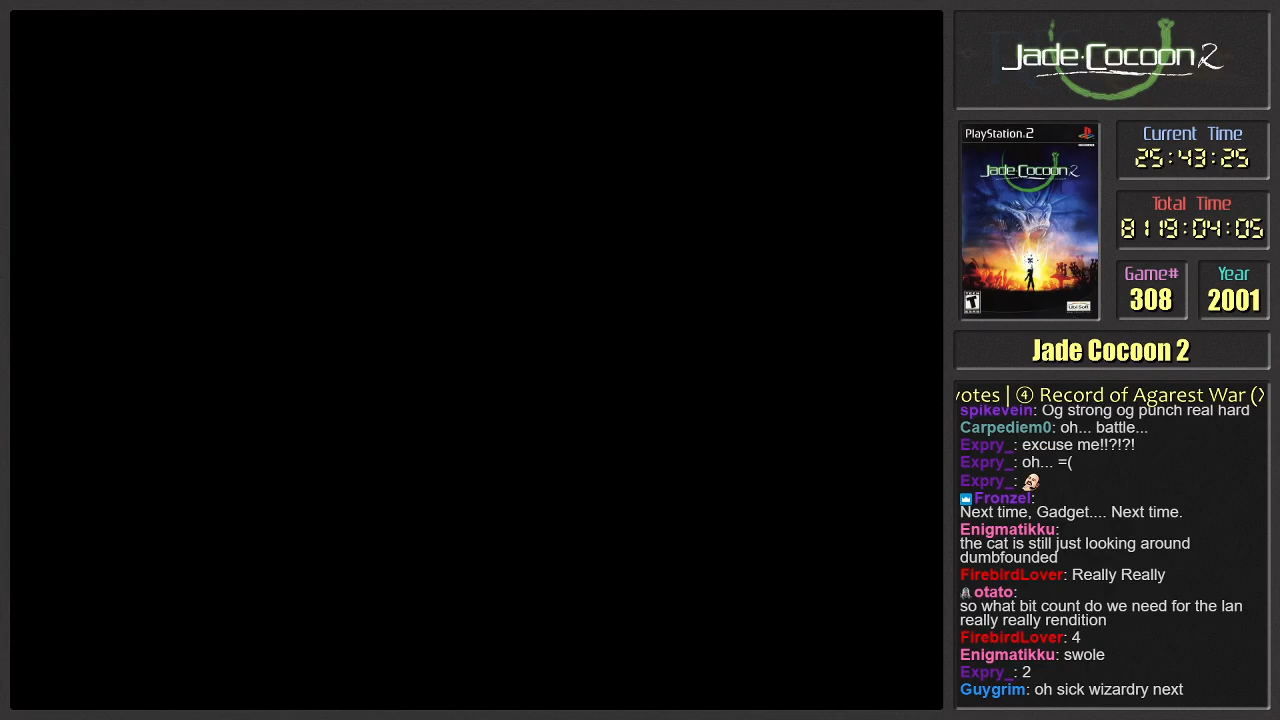 Jade Cocoon 2
PlayStation.2
Jade Cocoon 2
TEEN
UBI SOFT
Current Time
25:43:25
Total Time
8119:04:05
Game#
308
Year
2001
Jade Cocoon 2
votes | ④ Record of Agarest War (X
spikevein: Og strong og punch real hard
Carpediem0: oh... battle...
Expry_: excuse me!!?!?!
Expry_: oh... =(
Expry_:
Fronzel:
Next time, Gadget.... Next time.
Enigmatikku:
the cat is still just looking around
dumbfounded
FirebirdLover: Really Really
otato:
so what bit count do we need for the lan
really really rendition
FirebirdLover: 4
Enigmatikku: swole
Expry_: 2
Guygrim: oh sick wizardry next